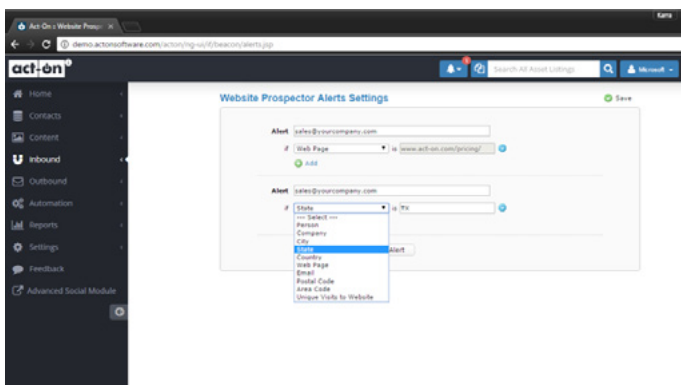 Karra
Act-On : Website Prosp
demo.actonsoftware.com/acton/ng-ui/if/beacon/alerts.jsp
act-on
Search All Asset Listings
Microsoft
Home
Contacts
Content
Inbound
Outbound
Automation
Reports
Settings
Feedback
Advanced Social Module
Website Prospector Alerts Settings
Save
Alert sales@yourcompany.com
if Web Page is www.act-on.com/pricing/
Add
Alert sales@yourcompany.com
if State is TX
--- Select ---
Person
Company
City
State
Country
Web Page
Email
Postal Code
Area Code
Unique Visits to Website
Alert